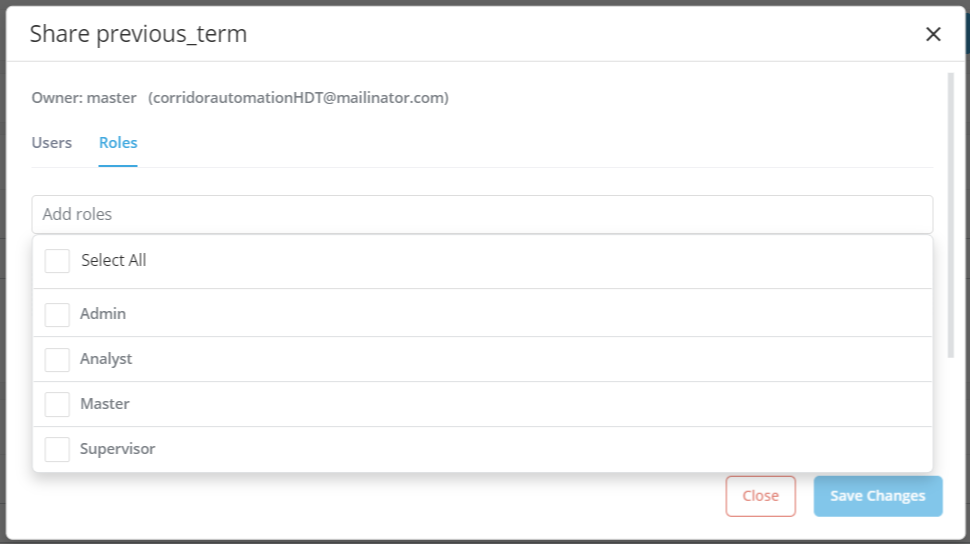 Share previous_term
Owner: master (corridorautomationHDT@mailinator.com)
Users Roles
Add roles
Select All
Admin
Analyst
Master
Supervisor
Close Save Changes